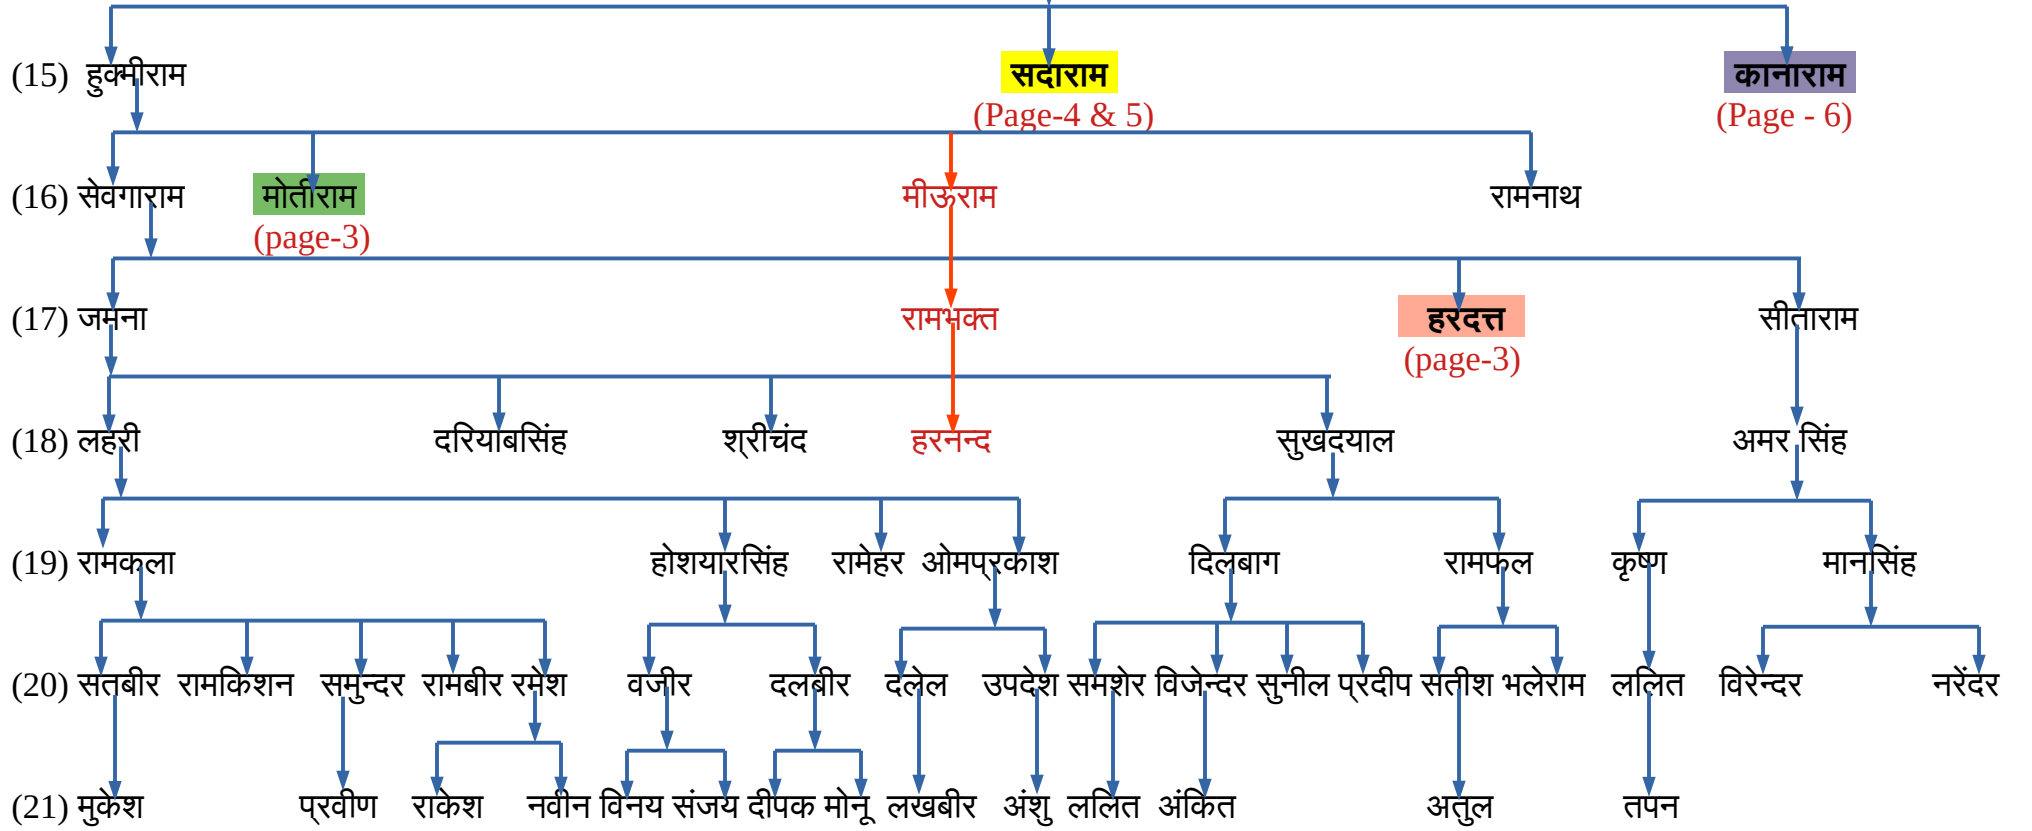 (15) हुक्मीराम सदाराम कानाराम
(Page-4 & 5) (Page - 6)
(16) सेवगाराम मोतीराम मीऊराम रामनाथ
(page-3)
(17) जमना रामभक्त हरदत्त सीताराम
(page-3)
(18) लहरी दरियाबसिंह श्रीचंद हरनन्द सुखदयाल अमर सिंह
(19) रामकला होशयारसिंह रामेहर ओमप्रकाश दिलबाग रामफल कृष्ण मानसिंह
(20) सतबीर रामकिशन समुन्दर रामबीर रमेश वजीर दलबीर दलेल उपदेश समशेर विजेन्दर सुनील प्रदीप सतीश भलेराम ललित विरेन्दर नरेंदर
(21) मुकेश प्रवीण राकेश नवीन विनय संजय दीपक मोनू लखबीर अंशु ललित अंकित अतुल तपन